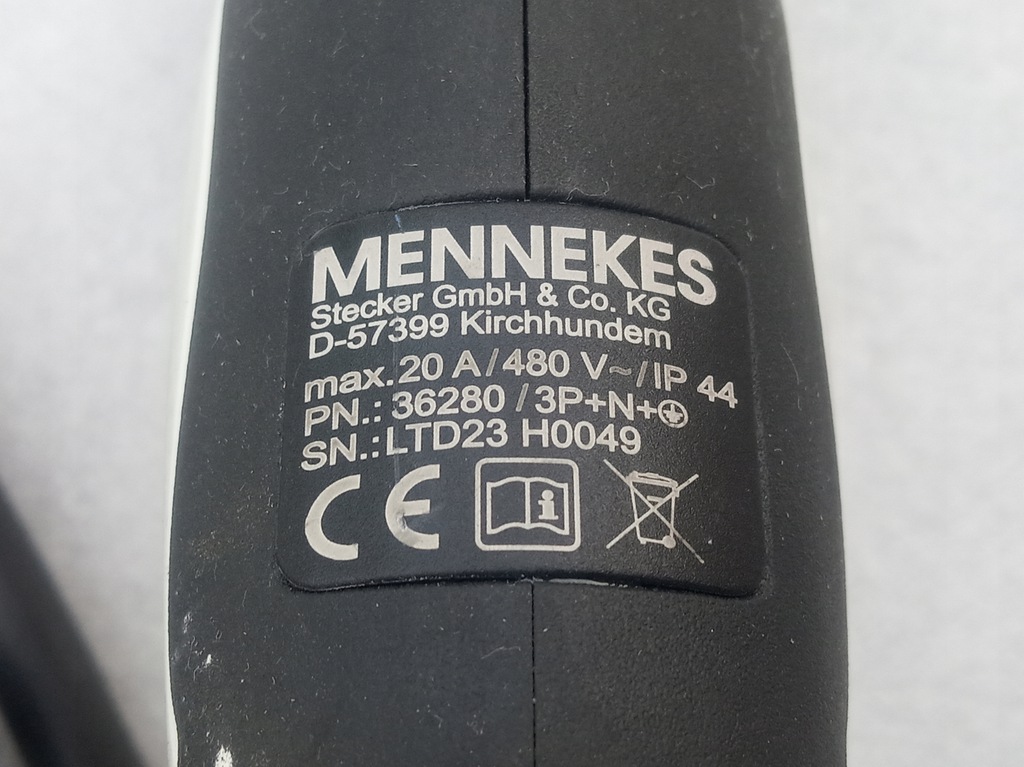 MENNEKES
Stecker GmbH & Co. KG
D-57399 Kirchhundem
max. 20 A / 480 V ~ / IP 44
PN.: 36280 / 3P+N+⏚
SN.: LTD23 H0049
CE
i